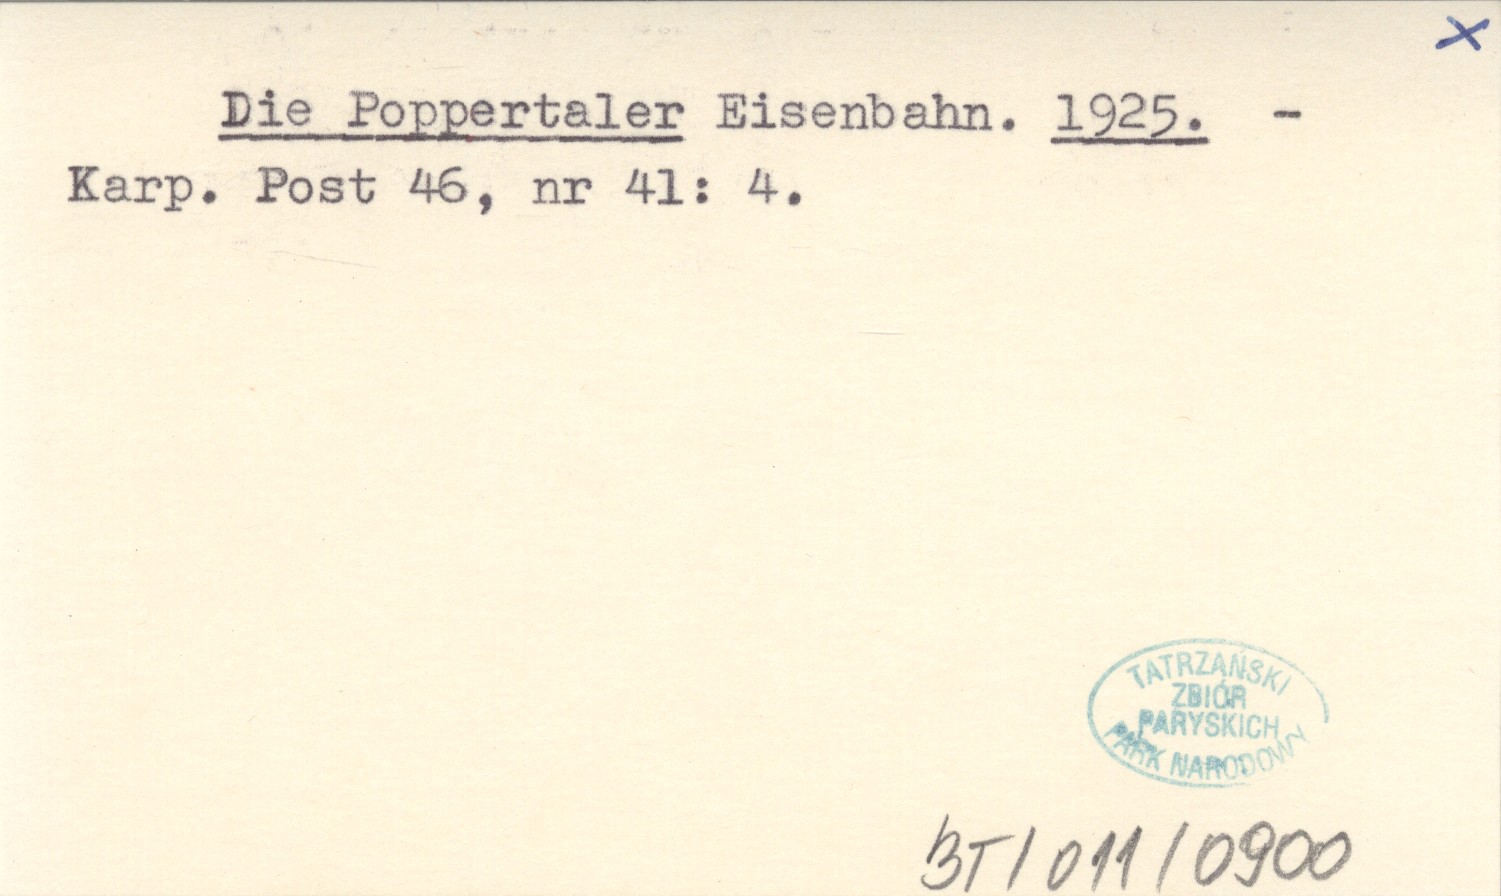 x
Die Poppertaler Eisenbahn. 1925. -
Karp. Post 46, nr 41: 4.
TATRZAŃSKI
ZBIÓR
PARYSKICH
PARK NARODOWY
BT/011/0900